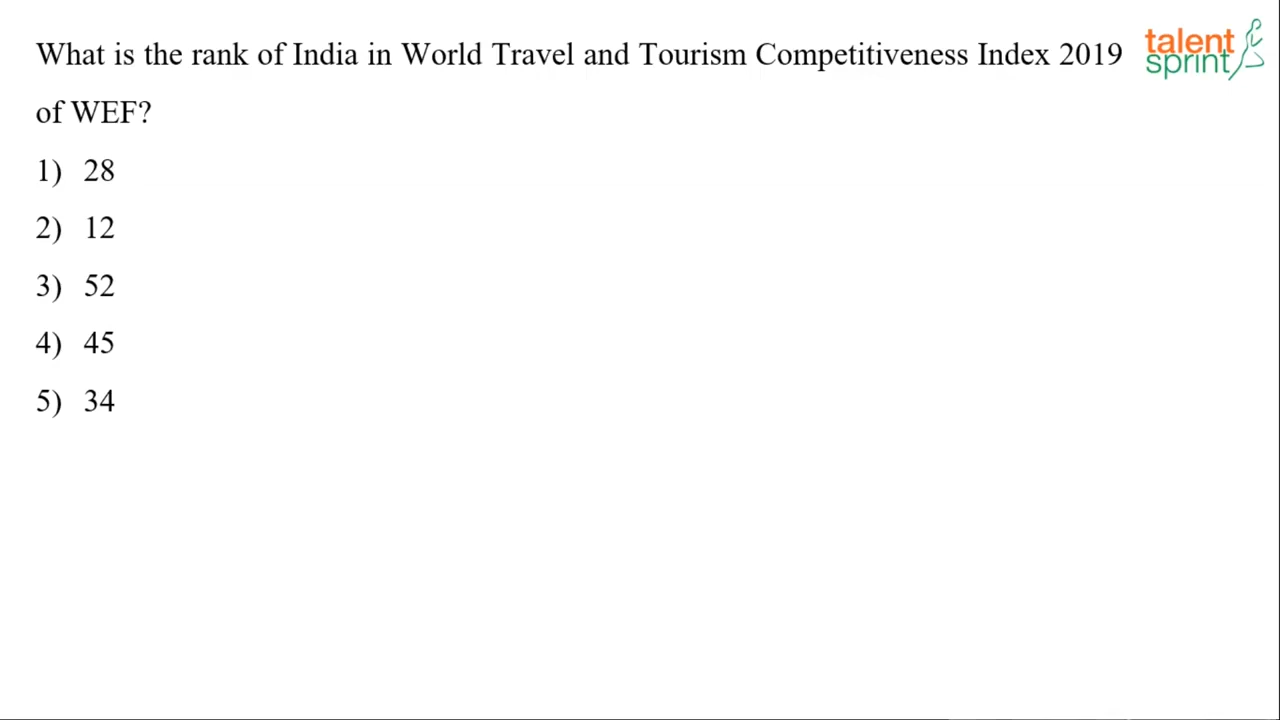 What is the rank of India in World Travel and Tourism Competitiveness Index 2019
of WEF?
1) 28
2) 12
3) 52
4) 45
5) 34
talent
sprint